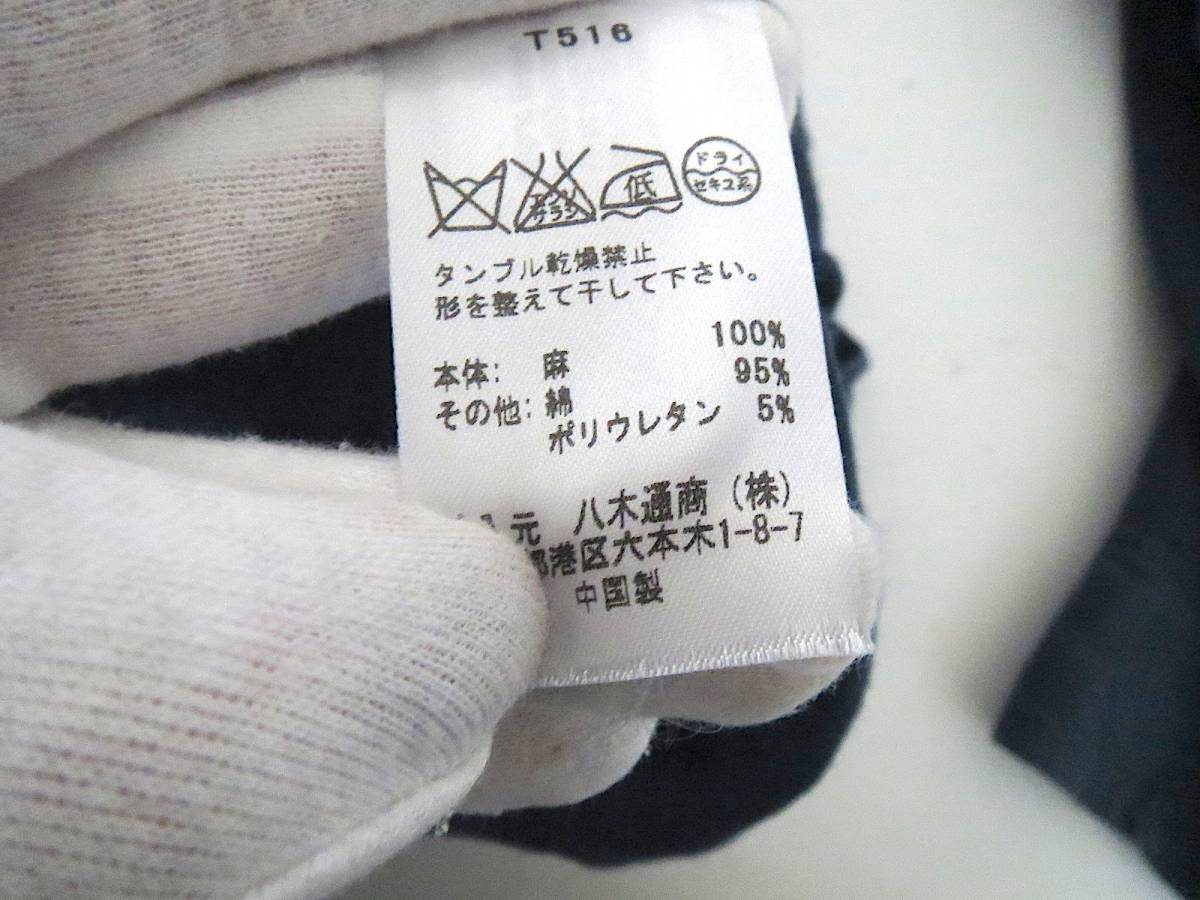 T516
低 ドライ
セキユ系
タンブル乾燥禁止
形を整えて干して下さい。
本体: 麻 100%
その他: 綿 95%
ポリウレタン 5%
元 八木通商(株)
港区六本木1-8-7
中国製